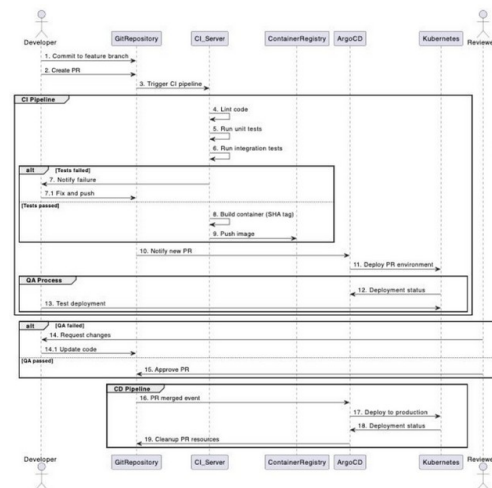 Developer
GitRepository
CI_Server
ContainerRegistry
ArgoCD
Kubernetes
Reviewer
1. Commit to feature branch
2. Create PR
3. Trigger CI pipeline
CI Pipeline
4. Lint code
5. Run unit tests
6. Run integration tests
alt [Tests failed]
7. Notify failure
7.1 Fix and push
[Tests passed]
8. Build container (SHA tag)
9. Push image
10. Notify new PR
11. Deploy PR environment
QA Process
12. Deployment status
13. Test deployment
alt [QA failed]
14. Request changes
14.1 Update code
[QA passed]
15. Approve PR
CD Pipeline
16. PR merged event
17. Deploy to production
18. Deployment status
19. Cleanup PR resources
Developer
GitRepository
CI_Server
ContainerRegistry
ArgoCD
Kubernetes
Reviewer